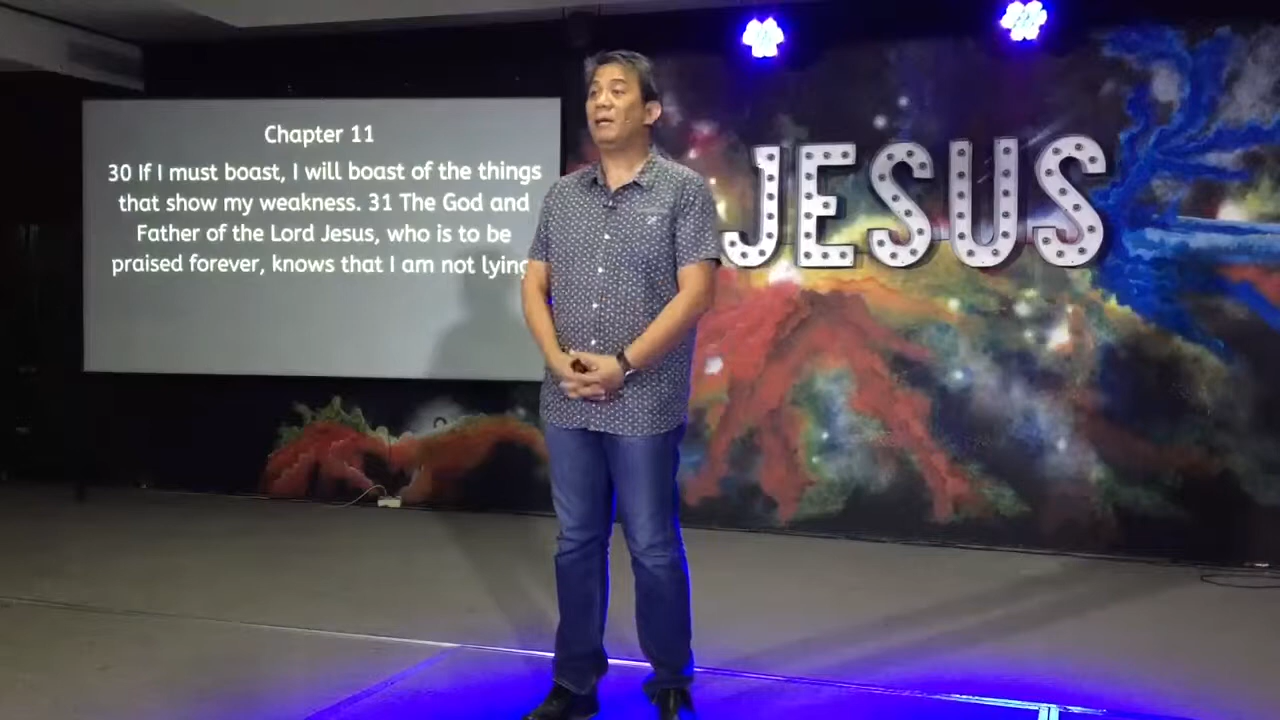 Chapter 11
30 If I must boast, I will boast of the things
that show my weakness. 31 The God and
Father of the Lord Jesus, who is to be
praised forever, knows that I am not lying
JESUS